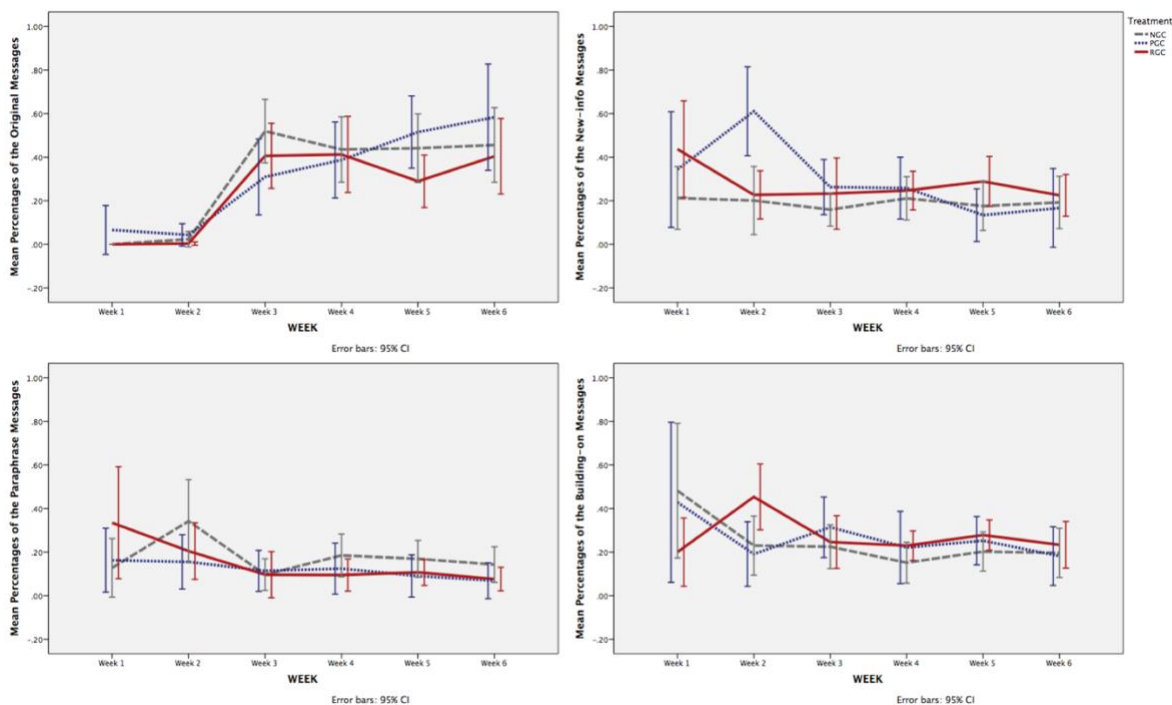 Mean Percentages of the Original Messages
1.00
.80
.60
.40
.20
.00
-.20
Week 1 Week 2 Week 3 Week 4 Week 5 Week 6
WEEK
Error bars: 95% CI
Mean Percentages of the New-info Messages
1.00
.80
.60
.40
.20
.00
-.20
Week 1 Week 2 Week 3 Week 4 Week 5 Week 6
WEEK
Error bars: 95% CI
Treatment
NGC
PGC
RGC
Mean Percentages of the Paraphrase Messages
1.00
.80
.60
.40
.20
.00
-.20
Week 1 Week 2 Week 3 Week 4 Week 5 Week 6
WEEK
Error bars: 95% CI
Mean Percentages of the Building-on Messages
1.00
.80
.60
.40
.20
.00
-.20
Week 1 Week 2 Week 3 Week 4 Week 5 Week 6
WEEK
Error bars: 95% CI